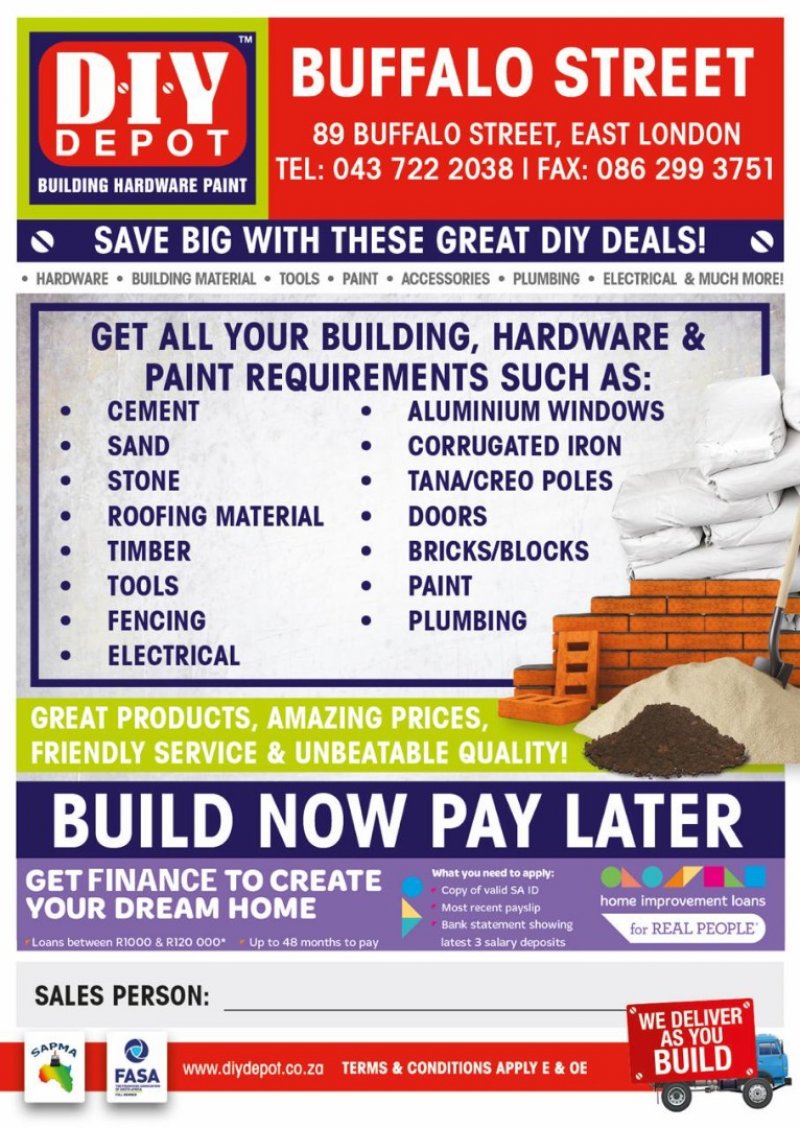 D·I·Y TM
DEPOT
BUILDING HARDWARE PAINT
BUFFALO STREET
89 BUFFALO STREET, EAST LONDON
TEL: 043 722 2038 | FAX: 086 299 3751
SAVE BIG WITH THESE GREAT DIY DEALS!
• HARDWARE • BUILDING MATERIAL • TOOLS • PAINT • ACCESSORIES • PLUMBING • ELECTRICAL & MUCH MORE!
GET ALL YOUR BUILDING, HARDWARE &
PAINT REQUIREMENTS SUCH AS:
• CEMENT
• SAND
• STONE
• ROOFING MATERIAL
• TIMBER
• TOOLS
• FENCING
• ELECTRICAL
• ALUMINIUM WINDOWS
• CORRUGATED IRON
• TANA/CREO POLES
• DOORS
• BRICKS/BLOCKS
• PAINT
• PLUMBING
GREAT PRODUCTS, AMAZING PRICES,
FRIENDLY SERVICE & UNBEATABLE QUALITY!
BUILD NOW PAY LATER
GET FINANCE TO CREATE
YOUR DREAM HOME
Loans between R1000 & R120 000* Up to 48 months to pay
What you need to apply:
Copy of valid SA ID
Most recent payslip
Bank statement showing
latest 3 salary deposits
home improvement loans
for REAL PEOPLE
SALES PERSON:
SAPMA
FASA
www.diydepot.co.za TERMS & CONDITIONS APPLY E & OE
WE DELIVER
AS YOU
BUILD